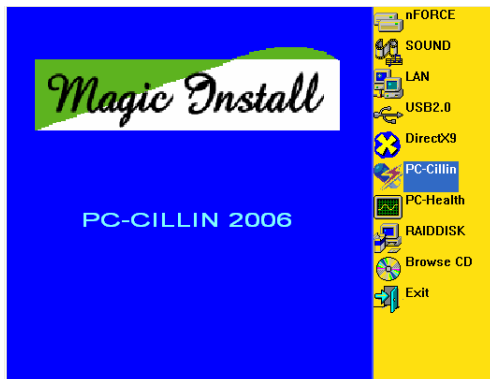 Magic Install
PC-CILLIN 2006
nFORCE
SOUND
LAN
USB2.0
DirectX9
PC-Cillin
PC-Health
RAIDDISK
Browse CD
Exit